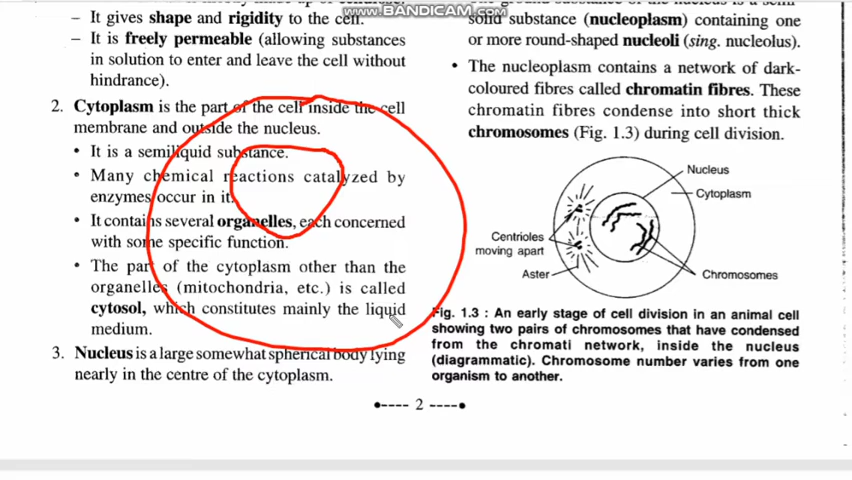 WWW.BANDICAM.COM
– It gives shape and rigidity to the cell.
– It is freely permeable (allowing substances
in solution to enter and leave the cell without
hindrance).
2. Cytoplasm is the part of the cell inside the cell
membrane and outside the nucleus.
• It is a semiliquid substance.
• Many chemical reactions catalyzed by
enzymes occur in it.
• It contains several organelles, each concerned
with some specific function.
• The part of the cytoplasm other than the
organelles (mitochondria, etc.) is called
cytosol, which constitutes mainly the liquid
medium.
3. Nucleus is a large somewhat spherical body lying
nearly in the centre of the cytoplasm.
solid substance (nucleoplasm) containing one
or more round-shaped nucleoli (sing. nucleolus).
• The nucleoplasm contains a network of dark-
coloured fibres called chromatin fibres. These
chromatin fibres condense into short thick
chromosomes (Fig. 1.3) during cell division.
Nucleus
Cytoplasm
Centrioles
moving apart
Aster
Chromosomes
Fig. 1.3 : An early stage of cell division in an animal cell
showing two pairs of chromosomes that have condensed
from the chromati network, inside the nucleus
(diagrammatic). Chromosome number varies from one
organism to another.
•---- 2 ----•